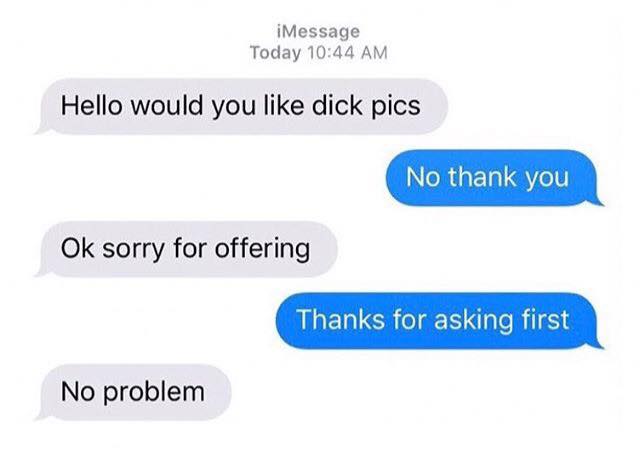 iMessage
Today 10:44 AM
Hello would you like dick pics
No thank you
Ok sorry for offering
Thanks for asking first
No problem